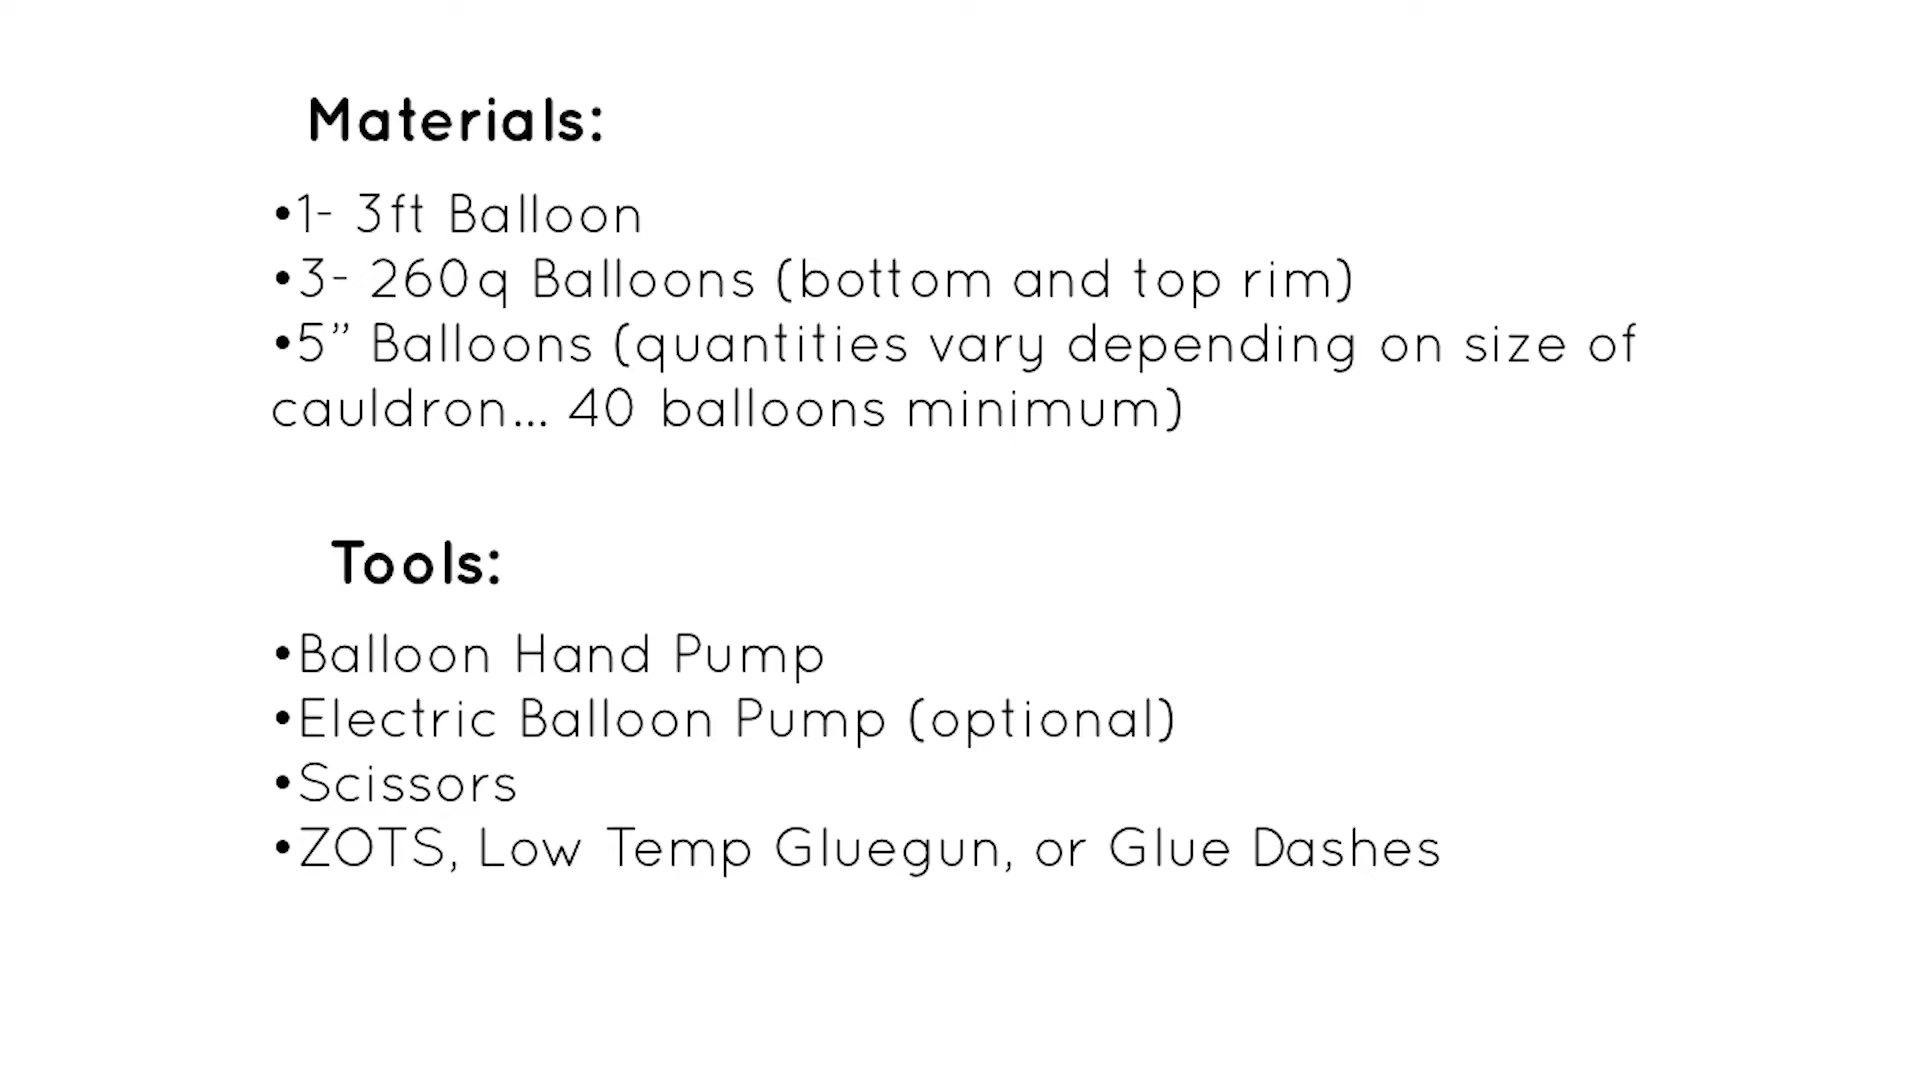 Materials:
•1- 3ft Balloon
•3- 260q Balloons (bottom and top rim)
•5” Balloons (quantities vary depending on size of
cauldron... 40 balloons minimum)
Tools:
•Balloon Hand Pump
•Electric Balloon Pump (optional)
•Scissors
•ZOTS, Low Temp Gluegun, or Glue Dashes